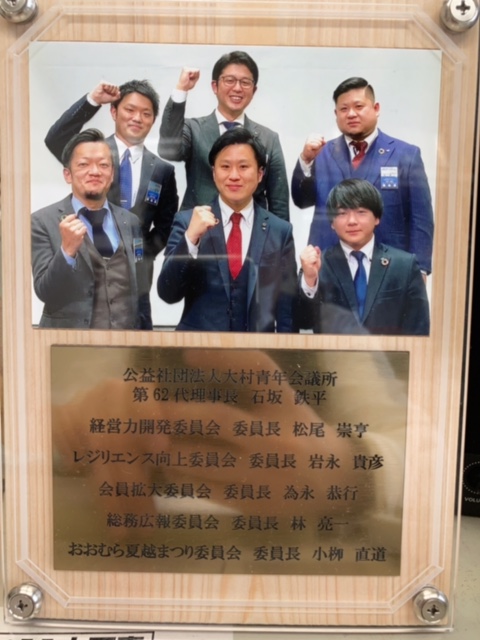 公益社団法人大村青年会議所
第62代理事長 石坂 鉄平
経営力開発委員会 委員長 松尾 崇亨
レジリエンス向上委員会 委員長 岩永 貴彦
会員拡大委員会 委員長 為永 恭行
総務広報委員会 委員長 林 亮一
おおむら夏越まつり委員会 委員長 小栁 直道